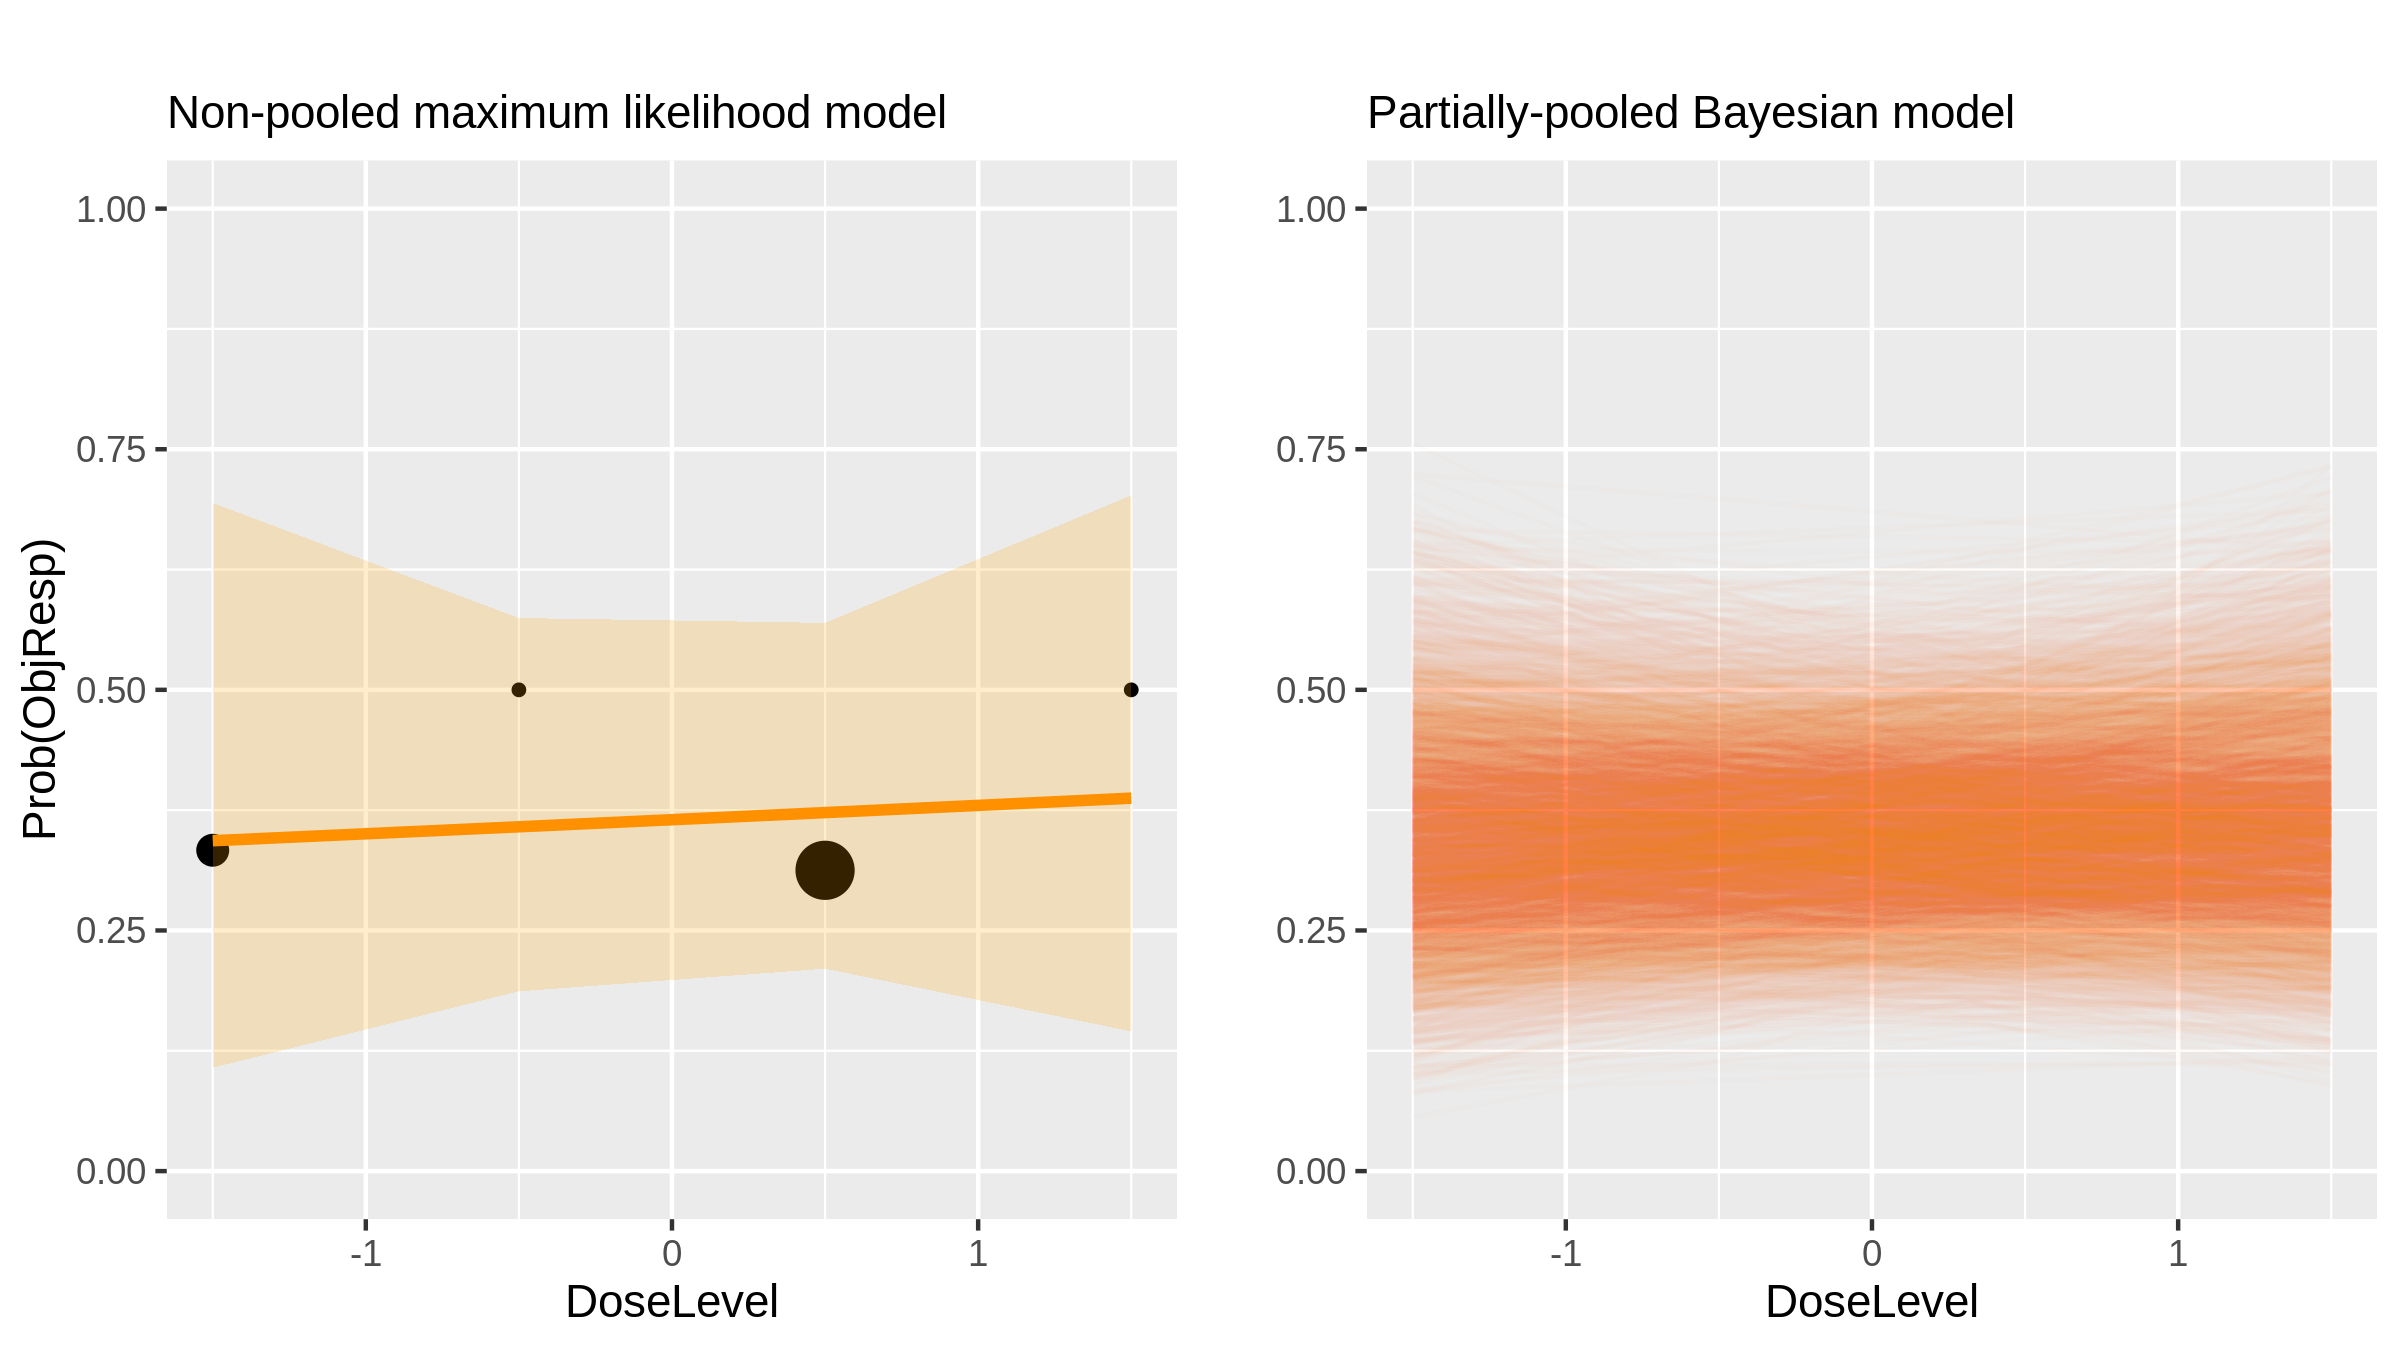 Non-pooled maximum likelihood model
Prob(ObjResp)
1.00
0.75
0.50
0.25
0.00
-1 0 1
DoseLevel
Partially-pooled Bayesian model
1.00
0.75
0.50
0.25
0.00
-1 0 1
DoseLevel